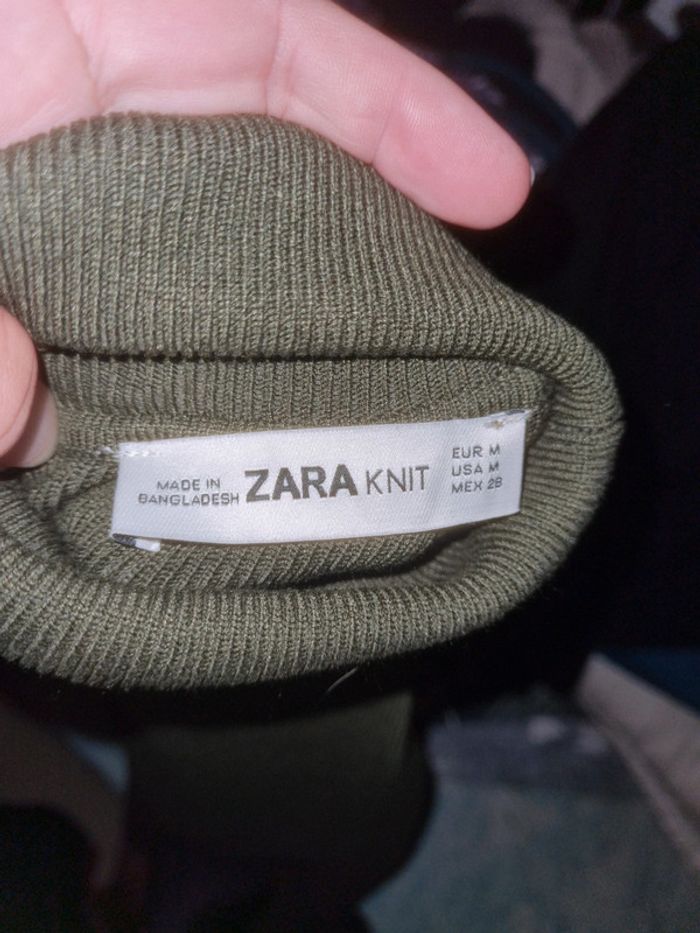 MADE IN
BANGLADESH
ZARA KNIT
EUR M
USA M
MEX 28